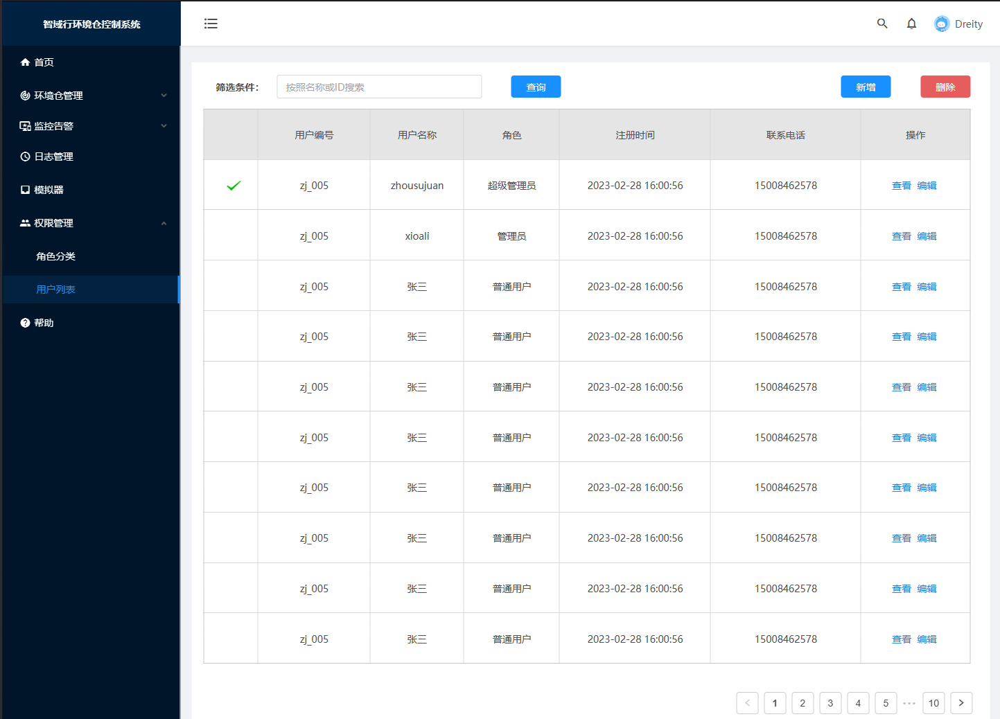 智域行环境仓控制系统
Dreity
首页
环境仓管理
监控告警
日志管理
模拟器
权限管理
角色分类
用户列表
帮助
筛选条件： 按照名称或ID搜索 查询 新增 删除
用户编号 用户名称 角色 注册时间 联系电话 操作
zj_005 zhousujuan 超级管理员 2023-02-28 16:00:56 15008462578 查看 编辑
zj_005 xioali 管理员 2023-02-28 16:00:56 15008462578 查看 编辑
zj_005 张三 普通用户 2023-02-28 16:00:56 15008462578 查看 编辑
zj_005 张三 普通用户 2023-02-28 16:00:56 15008462578 查看 编辑
zj_005 张三 普通用户 2023-02-28 16:00:56 15008462578 查看 编辑
zj_005 张三 普通用户 2023-02-28 16:00:56 15008462578 查看 编辑
zj_005 张三 普通用户 2023-02-28 16:00:56 15008462578 查看 编辑
zj_005 张三 普通用户 2023-02-28 16:00:56 15008462578 查看 编辑
zj_005 张三 普通用户 2023-02-28 16:00:56 15008462578 查看 编辑
zj_005 张三 普通用户 2023-02-28 16:00:56 15008462578 查看 编辑
< 1 2 3 4 5 ··· 10 >